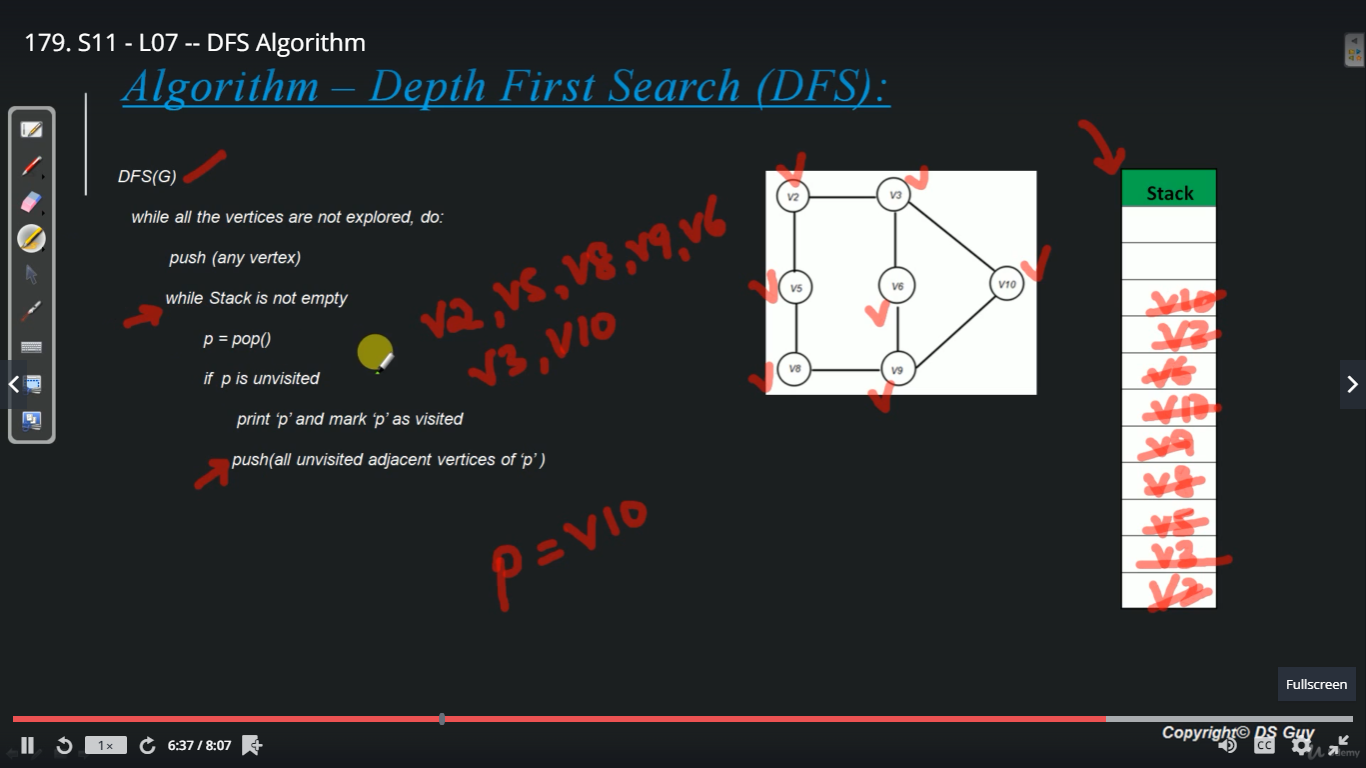 179. S11 - L07 -- DFS Algorithm
Algorithm – Depth First Search (DFS):
DFS(G)
while all the vertices are not explored, do:
push (any vertex)
while Stack is not empty
p = pop()
if p is unvisited
print ‘p’ and mark ‘p’ as visited
push(all unvisited adjacent vertices of ‘p’ )
V2, V5, V8, V9, V6
V3, V10
p = V10
V2
V3
V5
V6
V10
V8
V9
Stack
V10
V3
V6
V10
V9
V8
V5
V3
V2
Fullscreen
Copyright© DS Guy
1x
6:37 / 8:07
CC